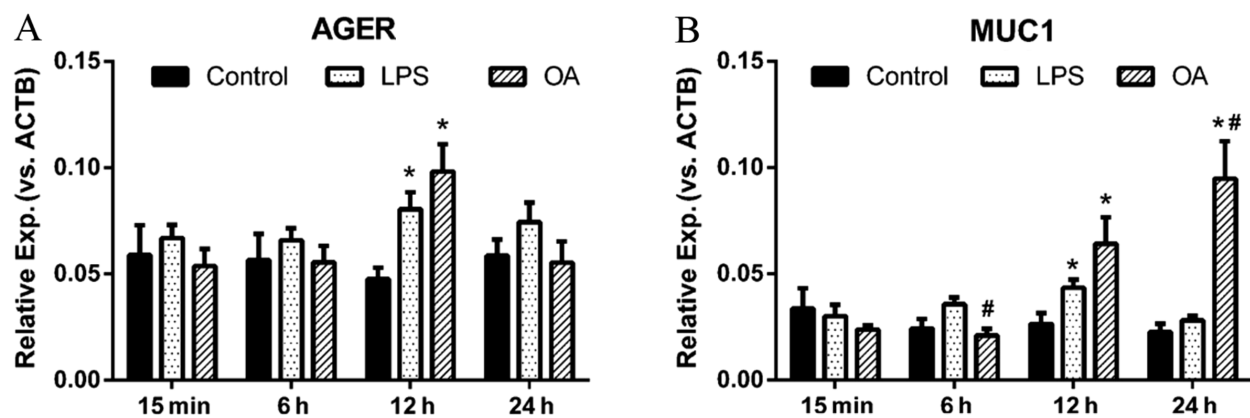 A
AGER
Relative Exp. (vs. ACTB)
0.15
0.10
0.05
0.00
Control LPS OA
*
*
15 min 6 h 12 h 24 h
B
MUC1
Relative Exp. (vs. ACTB)
0.15
0.10
0.05
0.00
Control LPS OA
#
*
*
* #
15 min 6 h 12 h 24 h